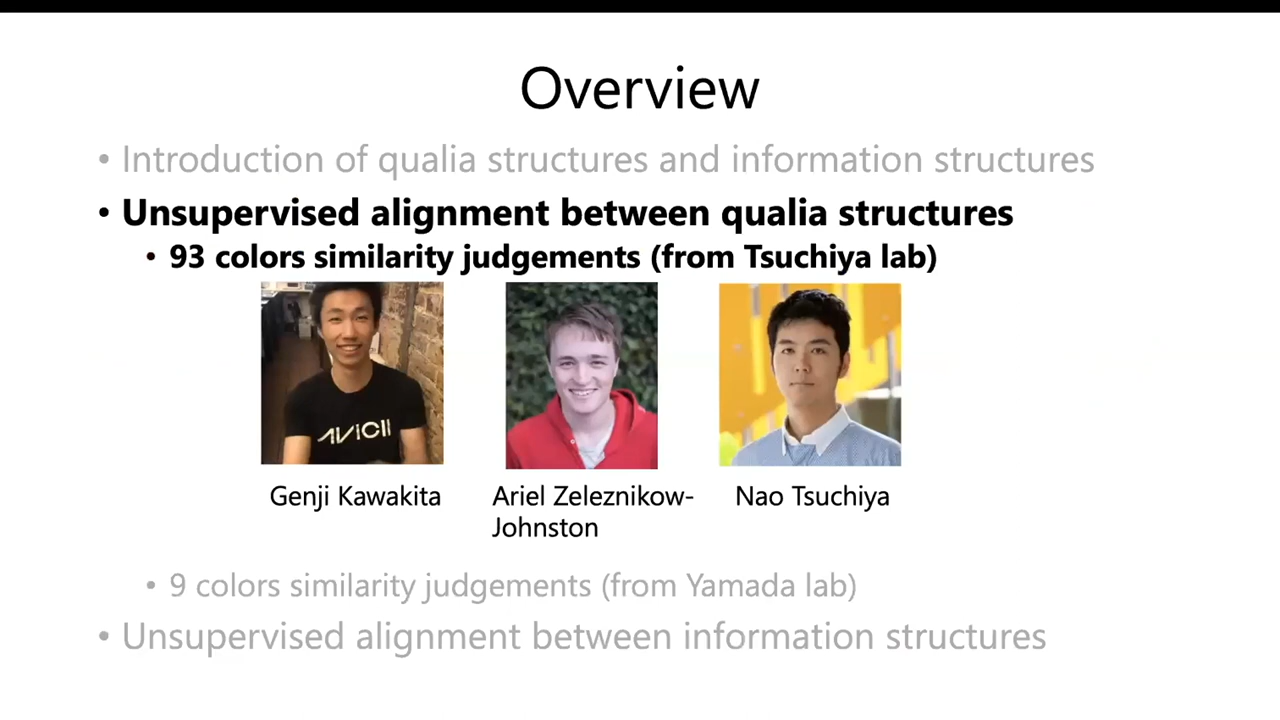 Overview
• Introduction of qualia structures and information structures
• Unsupervised alignment between qualia structures
• 93 colors similarity judgements (from Tsuchiya lab)
AVICII
Genji Kawakita
Ariel Zeleznikow-
Johnston
Nao Tsuchiya
• 9 colors similarity judgements (from Yamada lab)
• Unsupervised alignment between information structures